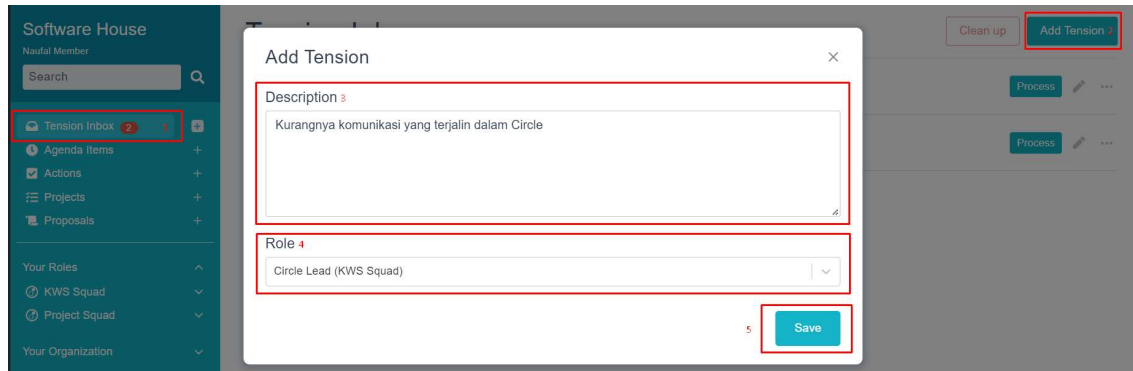 Software House
Naufal Member
Search
Tension Inbox 2
Agenda Items
Actions
Projects
Proposals
Your Roles
KWS Squad
Project Squad
Your Organization
Clean up
Add Tension 2
Process
Process
Add Tension
Description 3
Kurangnya komunikasi yang terjalin dalam Circle
Role 4
Circle Lead (KWS Squad)
5 Save